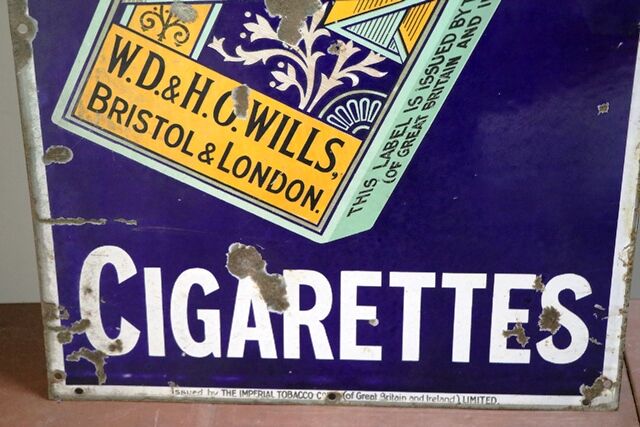 W.D.& H.O.WILLS,
BRISTOL & LONDON.
THIS LABEL IS ISSUED BY
(OF GREAT BRITAIN AND
CIGARETTES
Issued by THE IMPERIAL TOBACCO Co (of Great Britain and Ireland) LIMITED.